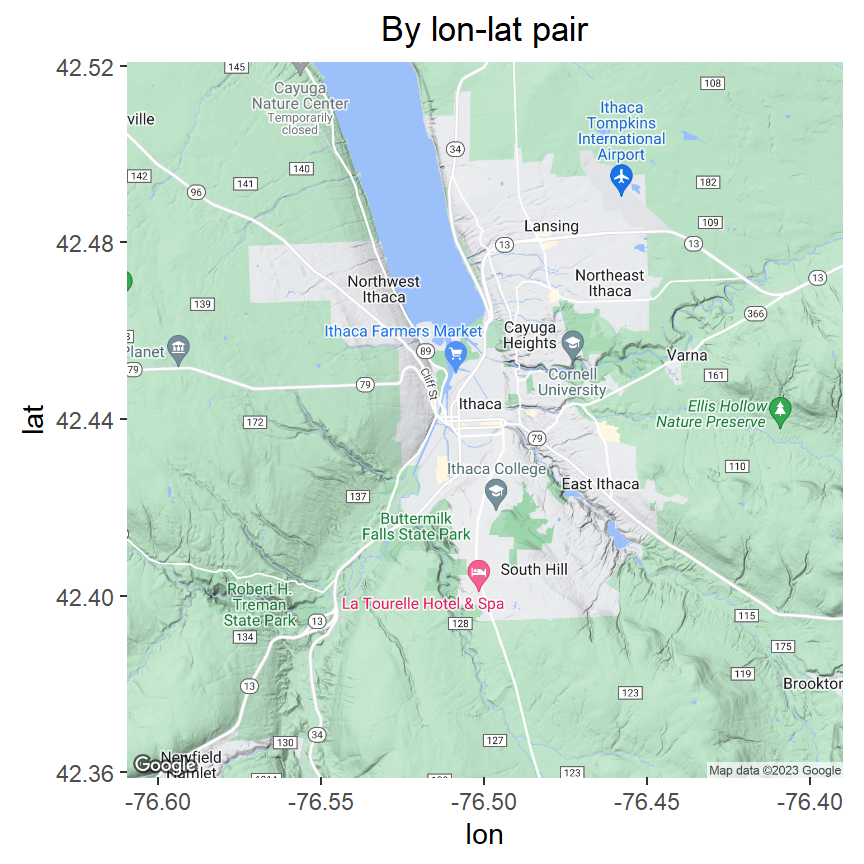 By lon-lat pair
42.52
42.48
42.44
42.40
42.36
lat
-76.60
-76.55
-76.50
-76.45
-76.40
lon
145
Cayuga
Nature Center
Temporarily
closed
108
ville
Ithaca
Tompkins
International
Airport
34
142
141
140
96
182
109
Lansing
13
13
13
Northwest
Ithaca
Northeast
Ithaca
139
366
Ithaca Farmers Market
Cayuga
Heights
Planet
89
Varna
79
79
Cliff St
Cornell
University
161
Ithaca
Ellis Hollow
Nature Preserve
172
79
110
Ithaca College
East Ithaca
137
Buttermilk
Falls State Park
South Hill
Robert H.
Treman
State Park
La Tourelle Hotel & Spa
13
128
115
134
175
119
Brookton
13
123
34
127
130
Newfield
Hamlet
Google
123
Map data ©2023 Google